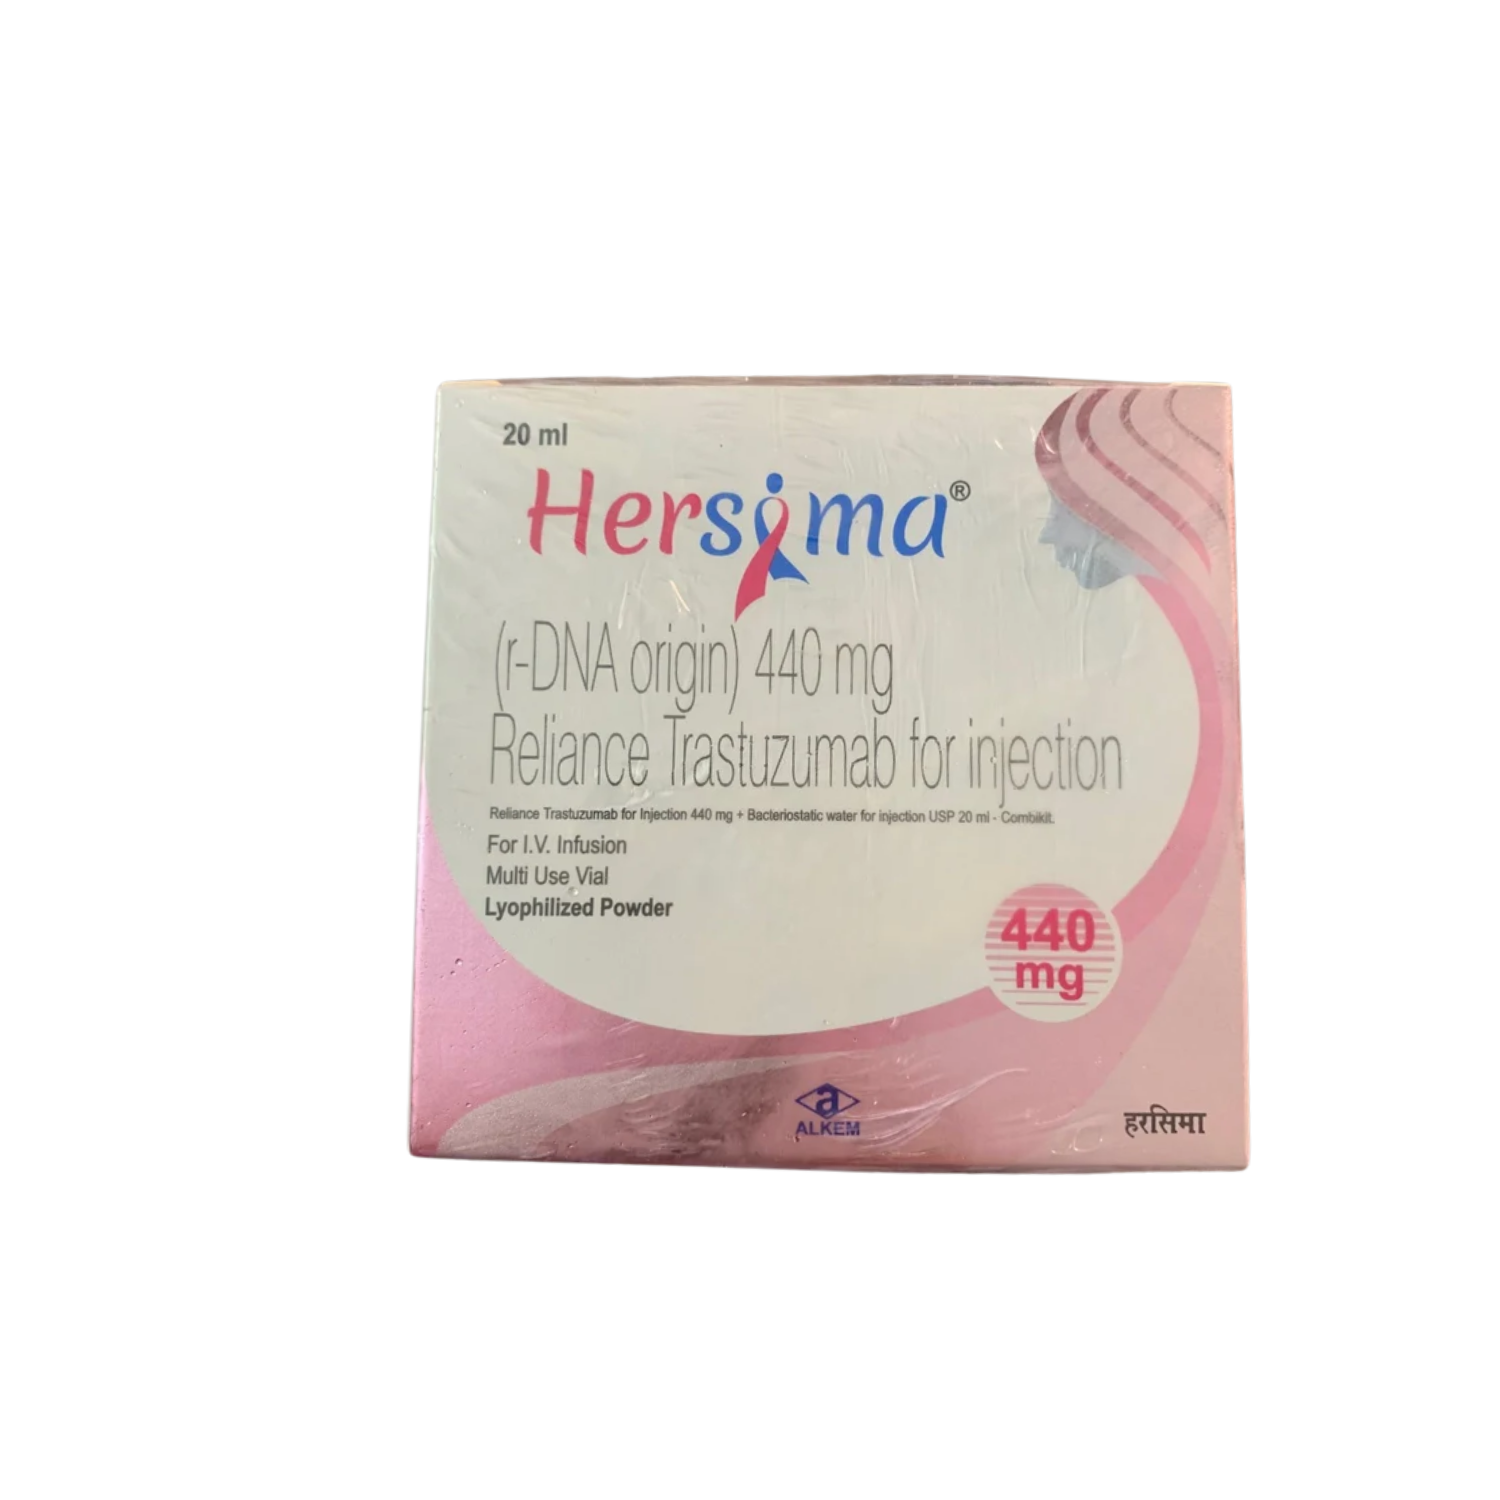 20 ml
Hersima®
(r-DNA origin) 440 mg
Reliance Trastuzumab for injection
Reliance Trastuzumab for Injection 440 mg + Bacteriostatic water for injection USP 20 ml - Combikit.
For I.V. Infusion
Multi Use Vial
Lyophilized Powder
440
mg
a
ALKEM
हरसिमा